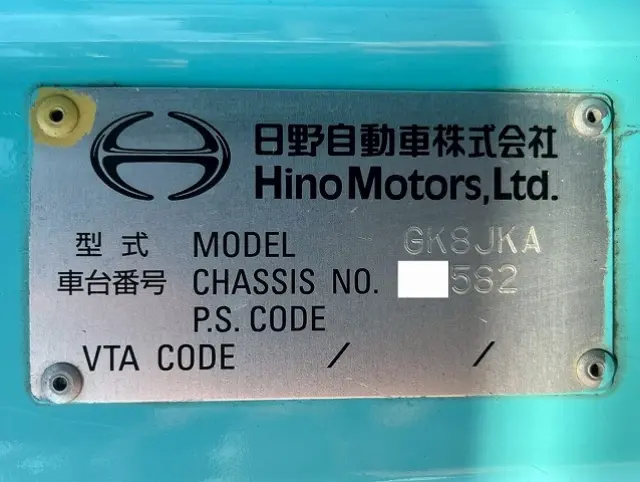 日野自動車株式会社
Hino Motors, Ltd.
型式 MODEL GK8JKA
車台番号 CHASSIS NO. 582
P.S. CODE
VTA CODE / /